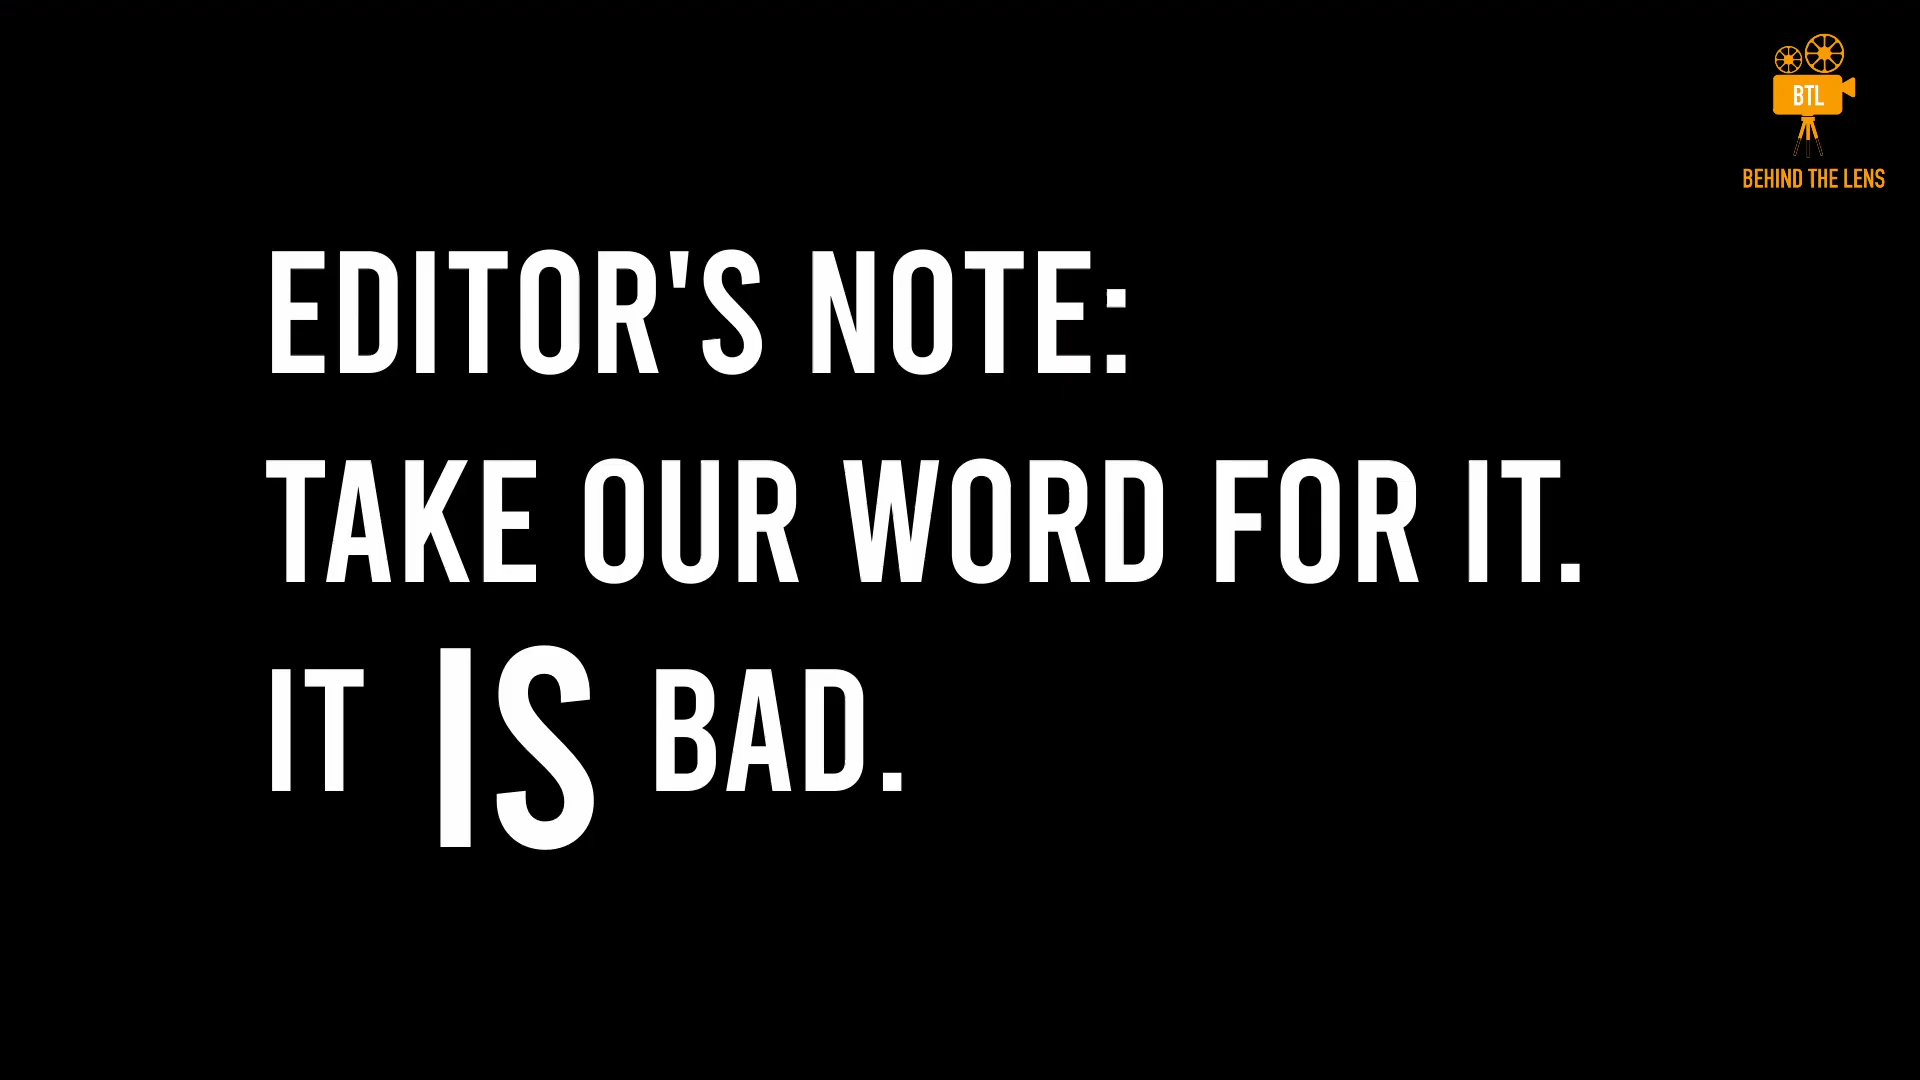 BTL
BEHIND THE LENS
EDITOR'S NOTE:
TAKE OUR WORD FOR IT.
IT IS BAD.